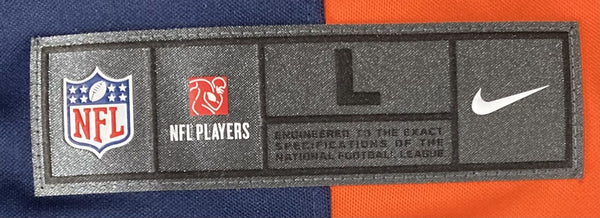 NFL
NFL PLAYERS
L
ENGINEERED TO THE EXACT
SPECIFICATIONS OF THE
NATIONAL FOOTBALL LEAGUE